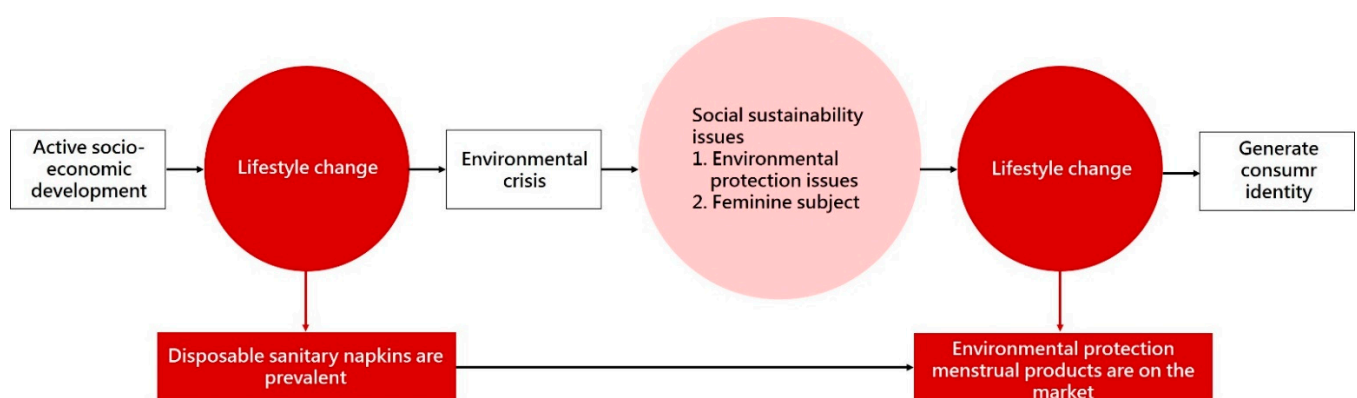 Active socio-
economic
development
Lifestyle change
Environmental
crisis
Social sustainability
issues
1. Environmental
protection issues
2. Feminine subject
Lifestyle change
Generate
consumr
identity
Disposable sanitary napkins are
prevalent
Environmental protection
menstrual products are on the
market